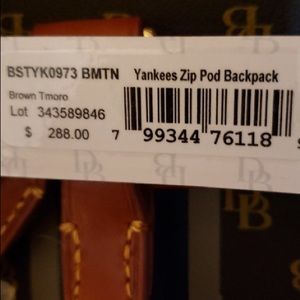 BSTYK0973 BMTN Yankees Zip Pod Backpack
Brown Tmoro
Lot 343589846
$ 288.00 7 99344 76118